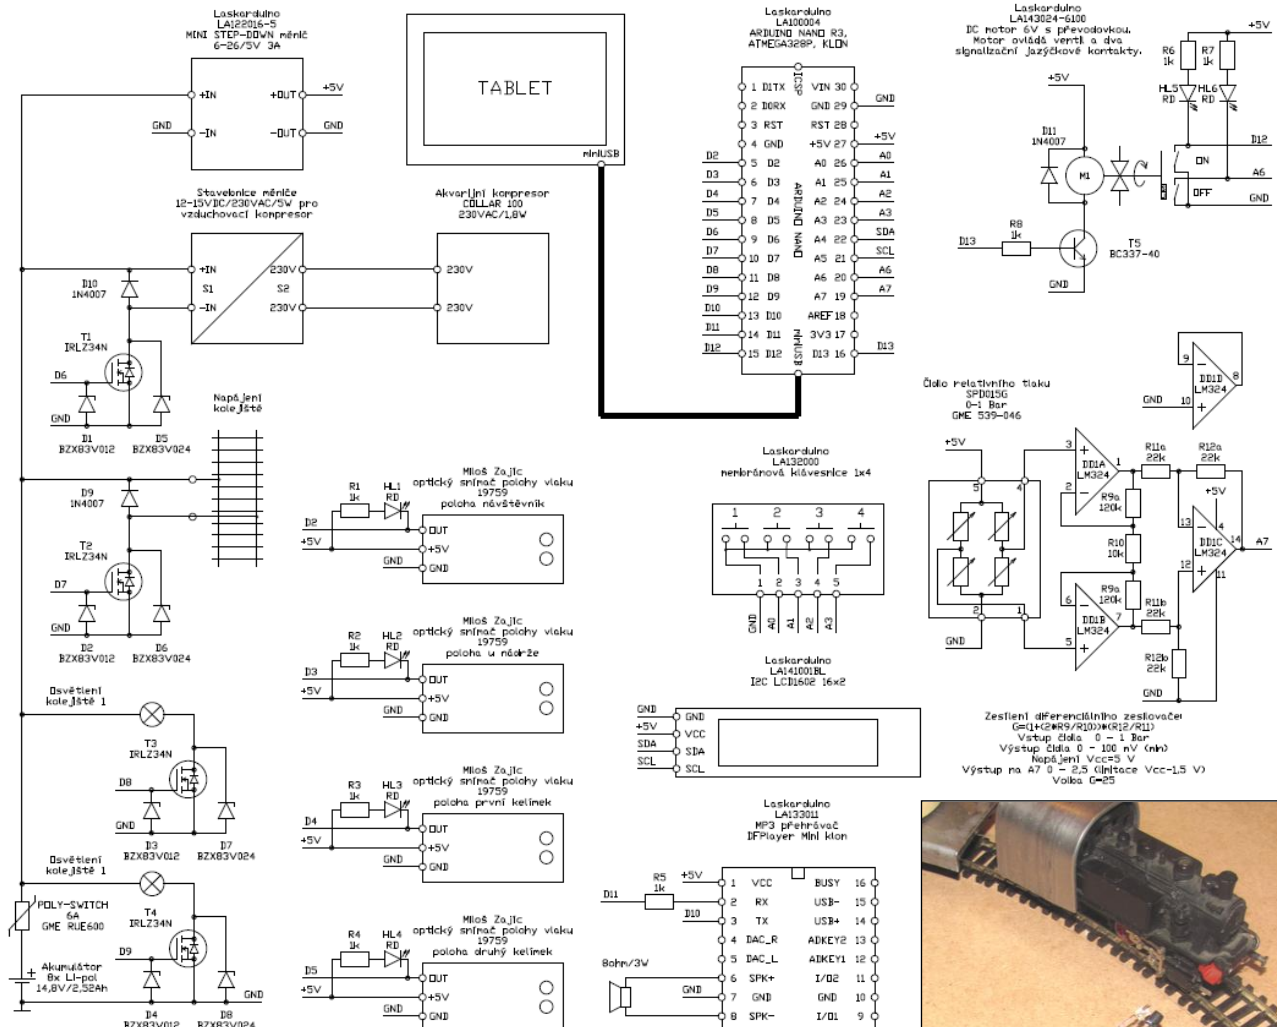 Laskarduino
LA122016-5
MINI STEP-DOWN měnič
6-26/5V 3A
+IN
+OUT
+5V
GND
-IN
-OUT
GND
TABLET
miniUSB
Laskarduino
LA100004
ARDUINO NANO R3,
ATMEGA328P, KLON
ICSP
1 D1TX VIN 30
2 D0RX GND 29 GND
3 RST RST 28
4 GND +5V 27 +5V
D2 5 D2 A0 26 A0
D3 6 D3 A1 25 A1
D4 7 D4 A2 24 A2
D5 8 D5 A3 23 A3
D6 9 D6 A4 22 SDA
D7 10 D7 A5 21 SCL
D8 11 D8 A6 20 A6
D9 12 D9 A7 19 A7
D10 13 D10 AREF 18
D11 14 D11 3V3 17
D12 15 D12 D13 16 D13
ARDUINO NANO
miniUSB
Laskarduino
LA143024-6100
DC motor 6V s převodovkou.
Motor ovládá ventil a dva
signalizační jazýčkové kontakty.
+5V
R6
1k
R7
1k
HL5
RD
HL6
RD
+5V
D11
1N4007
M1
D12
ON
A6
OFF
GND
R8
1k
D13
T5
BC337-40
GND
Stavebnice měniče
12-15VDC/230VAC/5W pro
vzduchovací kompresor
+IN
230V
S1
S2
-IN
230V
Akvarijní kompresor
COLLAR 100
230VAC/1,8W
230V
230V
D10
1N4007
T1
IRLZ34N
D6
GND
D1
BZX83V012
D5
BZX83V024
Napájení
kolejiště
D9
1N4007
T2
IRLZ34N
D7
GND
D2
BZX83V012
D6
BZX83V024
Osvětlení
kolejiště 1
T3
IRLZ34N
D8
GND
D3
BZX83V012
D7
BZX83V024
Osvětlení
kolejiště 1
POLY-SWITCH
6A
GME RUE600
T4
IRLZ34N
D9
Akumulátor
8x Li-pol
14,8V/2,52Ah
GND
D4
BZX83V012
D8
BZX83V024
Miloš Zajíc
optický snímač polohy vlaku
19759
poloha návštěvník
R1
1k
HL1
RD
D2
OUT
+5V
+5V
GND
GND
Miloš Zajíc
optický snímač polohy vlaku
19759
poloha u nádrže
R2
1k
HL2
RD
D3
OUT
+5V
+5V
GND
GND
Miloš Zajíc
optický snímač polohy vlaku
19759
poloha první kelímek
R3
1k
HL3
RD
D4
OUT
+5V
+5V
GND
GND
Miloš Zajíc
optický snímač polohy vlaku
19759
poloha druhý kelímek
R4
1k
HL4
RD
D5
OUT
+5V
+5V
GND
GND
Laskarduino
LA132000
membránová klávesnice 1x4
1 2 3 4
1 2 3 4 5
GND A0 A1 A2 A3
Laskarduino
LA141001BL
I2C LCD1602 16x2
GND GND
+5V VCC
SDA SDA
SCL SCL
Laskarduino
LA133011
MP3 přehrávač
DFPlayer Mini klon
+5V
R5
1k
D11
D10
1 VCC BUSY 16
2 RX USB- 15
3 TX USB+ 14
4 DAC_R ADKEY2 13
5 DAC_L ADKEY1 12
6 SPK+ I/O2 11
GND 7 GND GND 10
8 SPK- I/O1 9
8ohm/3W
Čidlo relativního tlaku
SPD015G
0-1 Bar
GME 539-046
+5V
5
4
2
1
GND
9
8
10
GND
DD1D
LM324
3
2
1
DD1A
LM324
R11a
22k
R12a
22k
R9a
120k
R10
10k
R9a
120k
+5V
4
13
12
14
11
DD1C
LM324
A7
6
5
7
DD1B
LM324
R11b
22k
R12b
22k
GND
Zesílení diferenciálního zesilovače:
G=(1+(2*R9/R10))*(R12/R11)
Vstup čidla 0 - 1 Bar
Výstup čidla 0 - 100 mV (min)
Napájení Vcc=5 V
Výstup na A7 0 - 2,5 (limitace Vcc-1,5 V)
Volba G=25